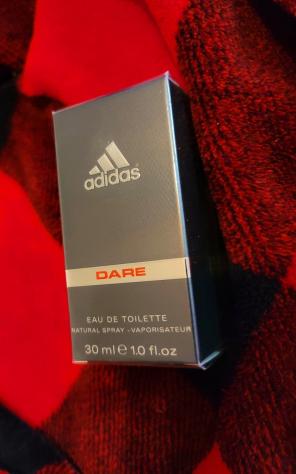 adidas
DARE
EAU DE TOILETTE
NATURAL SPRAY - VAPORISATEUR
30 ml e 1.0 fl.oz